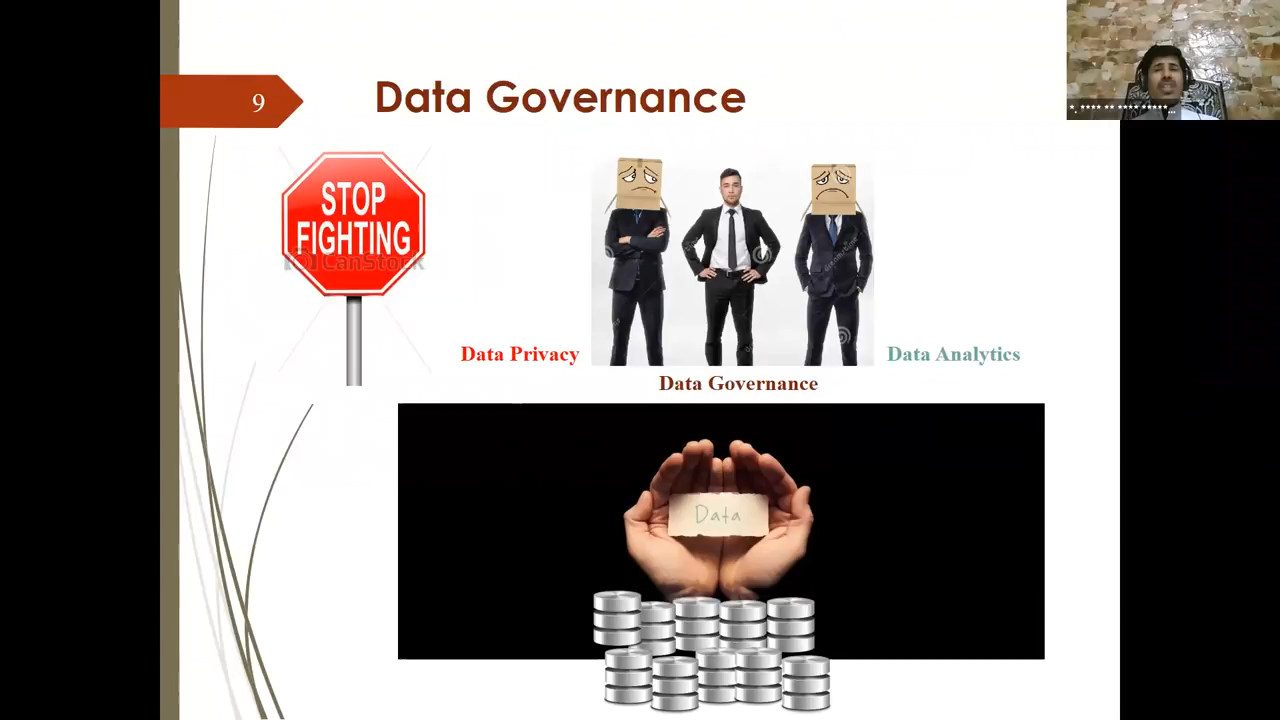 9
Data Governance
STOP
FIGHTING
CanStock
Data Privacy
Data Analytics
Data Governance
Data